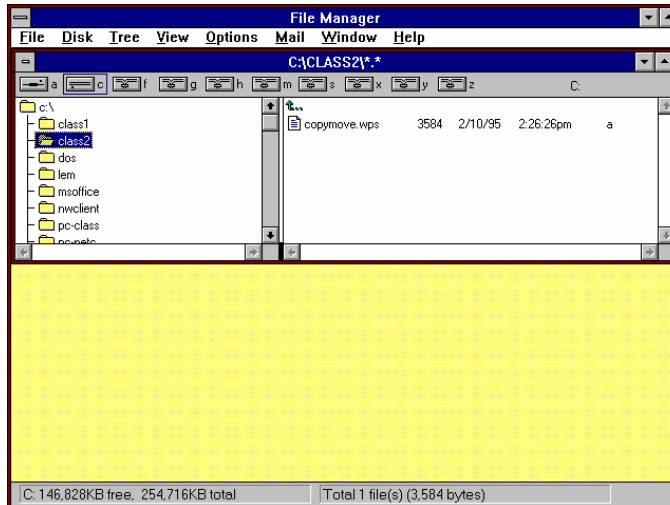 File Manager
File Disk Tree View Options Mail Window Help
C:\CLASS2\*.*
a c f g h m s x y z C:
c:\
class1
class2
dos
lem
msoffice
nwclient
pc-class
copymove.wps 3584 2/10/95 2:26:26pm a
C: 146,828KB free, 254,716KB total
Total 1 file(s) (3,584 bytes)